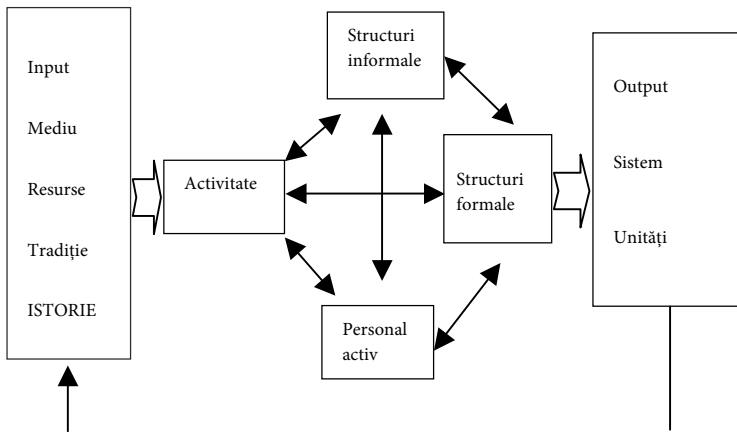 Input
Mediu
Resurse
Tradiție
ISTORIE
Activitate
Structuri
informale
Structuri
formale
Personal
activ
Output
Sistem
Unități